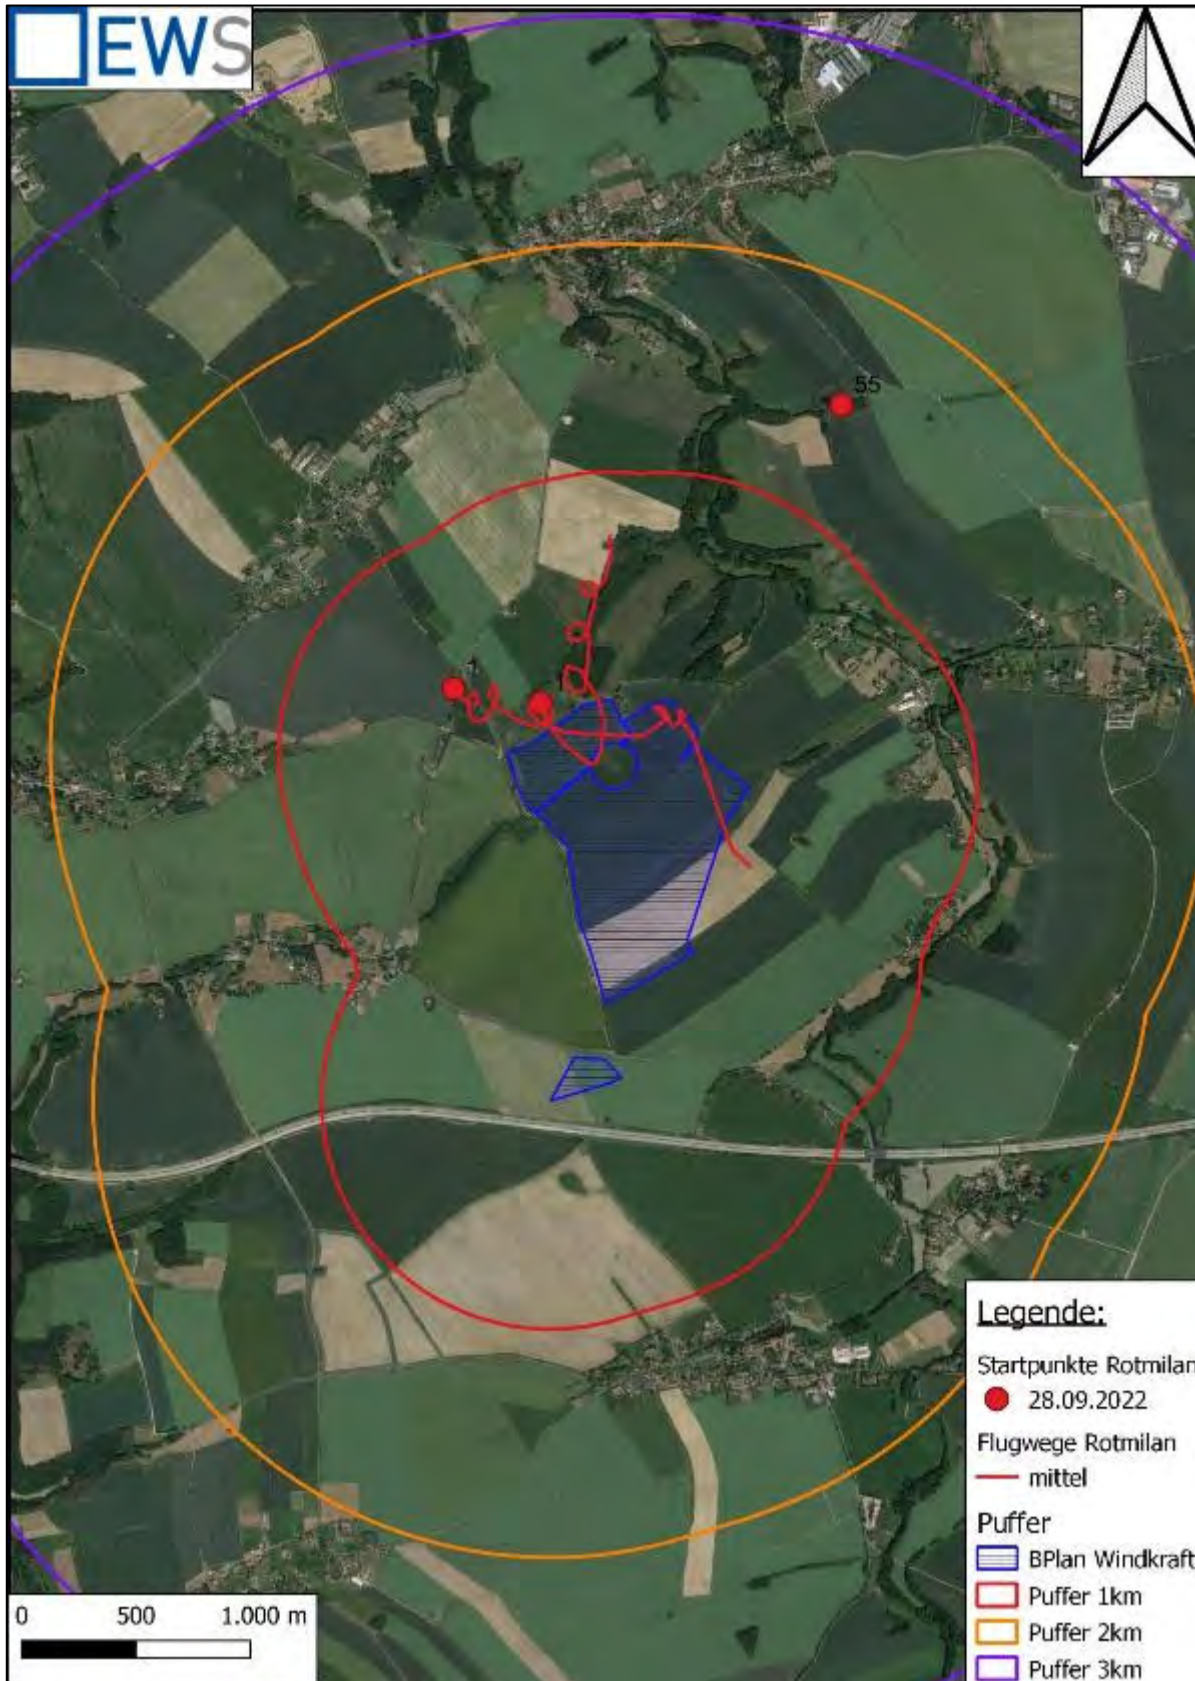 EWS
55
Legende:
Startpunkte Rotmilan
28.09.2022
Flugwege Rotmilan
mittel
Puffer
BPlan Windkraft
Puffer 1km
Puffer 2km
Puffer 3km
0 500 1.000 m